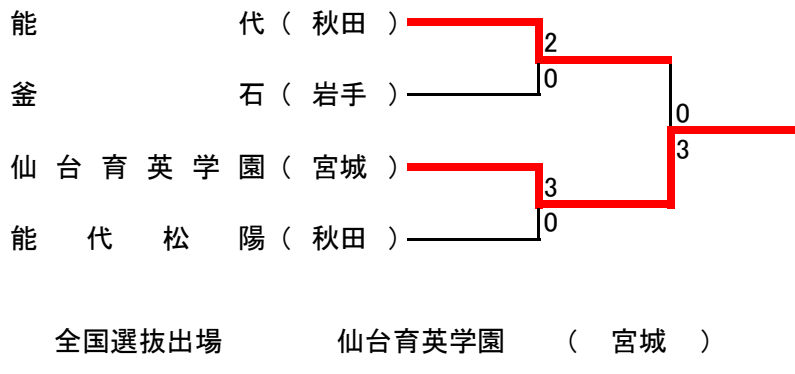 能代（秋田）
2
0
釜石（岩手）
0
3
仙台育英学園（宮城）
3
0
能代松陽（秋田）
全国選抜出場 仙台育英学園 （ 宮城 ）